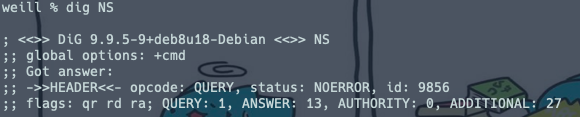 weill % dig NS
; <<>> DiG 9.9.5-9+deb8u18-Debian <<>> NS
;; global options: +cmd
;; Got answer:
;; ->>HEADER<<- opcode: QUERY, status: NOERROR, id: 9856
;; flags: qr rd ra; QUERY: 1, ANSWER: 13, AUTHORITY: 0, ADDITIONAL: 27